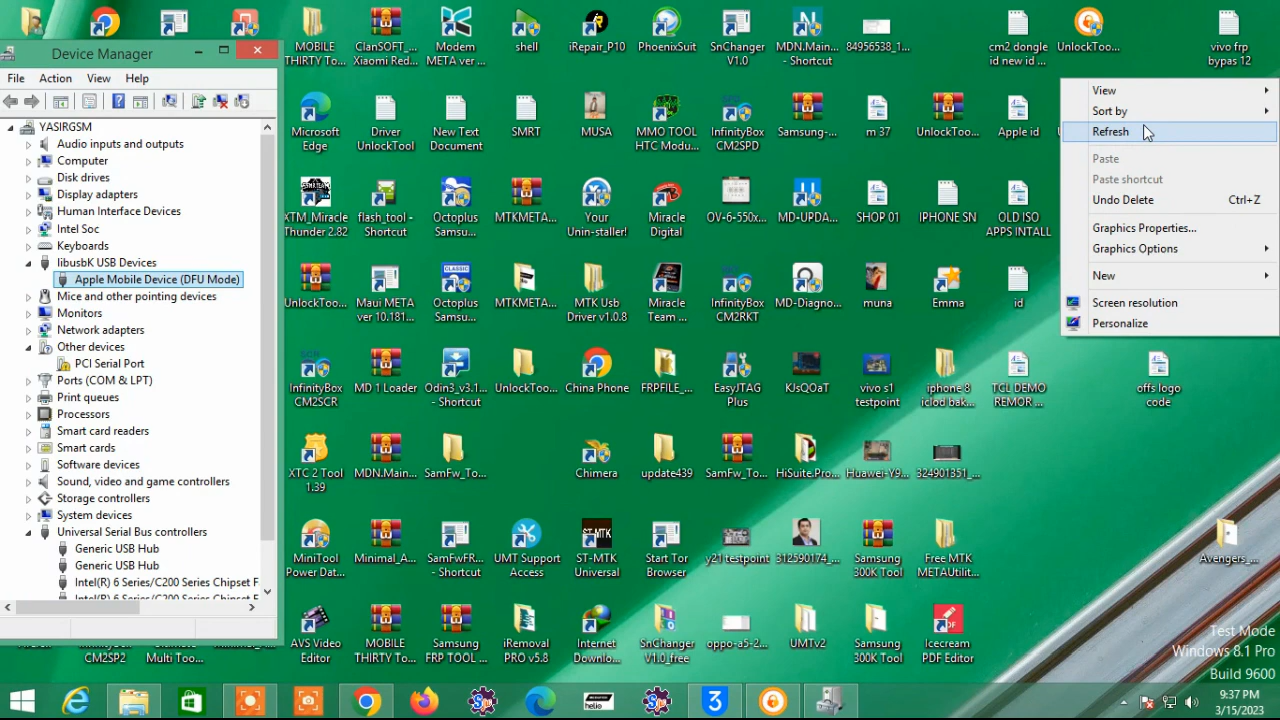 Device Manager
File Action View Help
YASIRGSM
Audio inputs and outputs
Computer
Disk drives
Display adapters
Human Interface Devices
Intel Soc
Keyboards
libusbK USB Devices
Apple Mobile Device (DFU Mode)
Mice and other pointing devices
Monitors
Network adapters
Other devices
PCI Serial Port
Ports (COM & LPT)
Print queues
Processors
Smart card readers
Smart cards
Software devices
Sound, video and game controllers
Storage controllers
System devices
Universal Serial Bus controllers
Generic USB Hub
Generic USB Hub
Intel(R) 6 Series/C200 Series Chipset F
Intel(R) 6 Series/C200 Series Chipset F
MOBILE
THIRTY To...
ClanSOFT_...
Xiaomi Red...
Modem
META ver ...
shell
iRepair_P10
PhoenixSuit
SnChanger
V1.0
MDN.Main...
- Shortcut
84956538_1...
cm2 dongle
id new id ...
UnlockToo...
vivo frp
bypas 12
Microsoft
Edge
Driver
UnlockTool
New Text
Document
SMRT
MUSA
MMO TOOL
HTC Modu...
InfinityBox
CM2SPD
Samsung-...
m 37
UnlockToo...
Apple id
XTM_Miracle
Thunder 2.82
flash_tool -
Shortcut
Octoplus
Samsu...
MTKMETA...
Your
Unin-staller!
Miracle
Digital
OV-6-550x...
MD-UPDA...
SHOP 01
IPHONE SN
OLD ISO
APPS INTALL
UnlockToo...
Maui META
ver 10.181...
Octoplus
Samsu...
MTKMETA...
MTK Usb
Driver v1.0.8
Miracle
Team ...
InfinityBox
CM2RKT
MD-Diagno...
muna
Emma
id
InfinityBox
CM2SCR
MD 1 Loader
Odin3_v3.1...
- Shortcut
UnlockToo...
China Phone
FRPFILE_...
EasyJTAG
Plus
KJsQOaT
vivo s1
testpoint
iphone 8
iclod bak...
TCL DEMO
REMOR ...
offs logo
code
XTC 2 Tool
1.39
MDN.Main...
SamFw_To...
Chimera
update439
SamFw_To...
HiSuite.Pro...
Huawei-Y9...
324901351_...
MiniTool
Power Dat...
Minimal_A...
SamFwFR...
- Shortcut
UMT Support
Access
ST-MTK
Universal
Start Tor
Browser
y21 testpoint
312590174_...
Samsung
300K Tool
Free MTK
METAUtilit...
Avengers_...
AVS Video
Editor
MOBILE
THIRTY To...
Samsung
FRP TOOL ...
iRemoval
PRO v5.8
Internet
Downlo...
SnChanger
V1.0_free
oppo-a5-2...
UMTv2
Samsung
300K Tool
Icecream
PDF Editor
CM2SP2
Multi Too...
View
Sort by
Refresh
Paste
Paste shortcut
Undo Delete Ctrl+Z
Graphics Properties...
Graphics Options
New
Screen resolution
Personalize
Test Mode
Windows 8.1 Pro
Build 9600
9:37 PM
3/15/2023